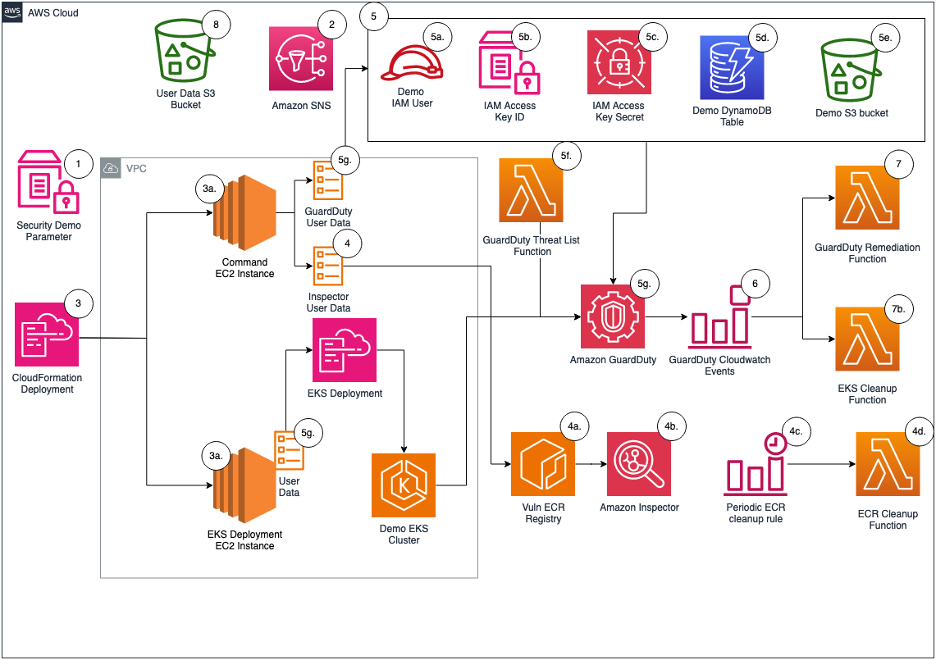 aws
AWS Cloud
8
User Data S3
Bucket
2
Amazon SNS
5
5a.
Demo
IAM User
5b.
IAM Access
Key ID
5c.
IAM Access
Key Secret
5d.
Demo DynamoDB
Table
5e.
Demo S3 bucket
1
Security Demo
Parameter
VPC
3a.
Command
EC2 Instance
5g.
GuardDuty
User Data
4
Inspector
User Data
5f.
GuardDuty Threat List
Function
7
GuardDuty Remediation
Function
3
CloudFormation
Deployment
EKS Deployment
5g.
Amazon GuardDuty
6
GuardDuty Cloudwatch
Events
7b.
EKS Cleanup
Function
3a.
EKS Deployment
EC2 Instance
5g.
User
Data
K
Demo EKS
Cluster
4a.
Vuln ECR
Registry
4b.
Amazon Inspector
4c.
Periodic ECR
cleanup rule
4d.
ECR Cleanup
Function